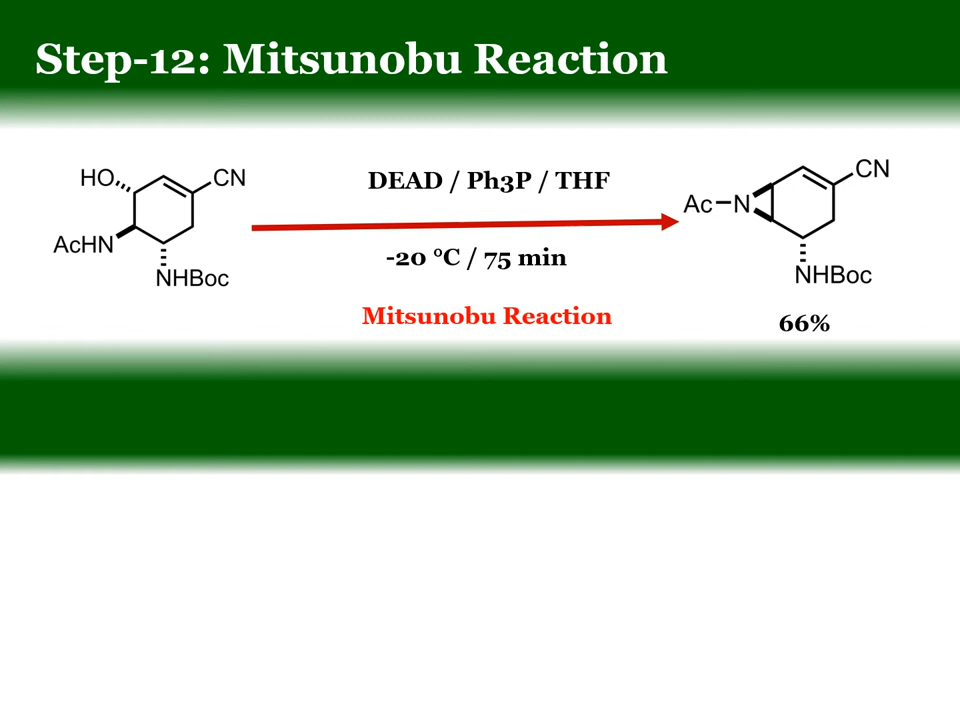 Step-12: Mitsunobu Reaction
HO
CN
AcHN
NHBoc
DEAD / Ph3P / THF
-20 °C / 75 min
Mitsunobu Reaction
Ac
N
CN
NHBoc
66%